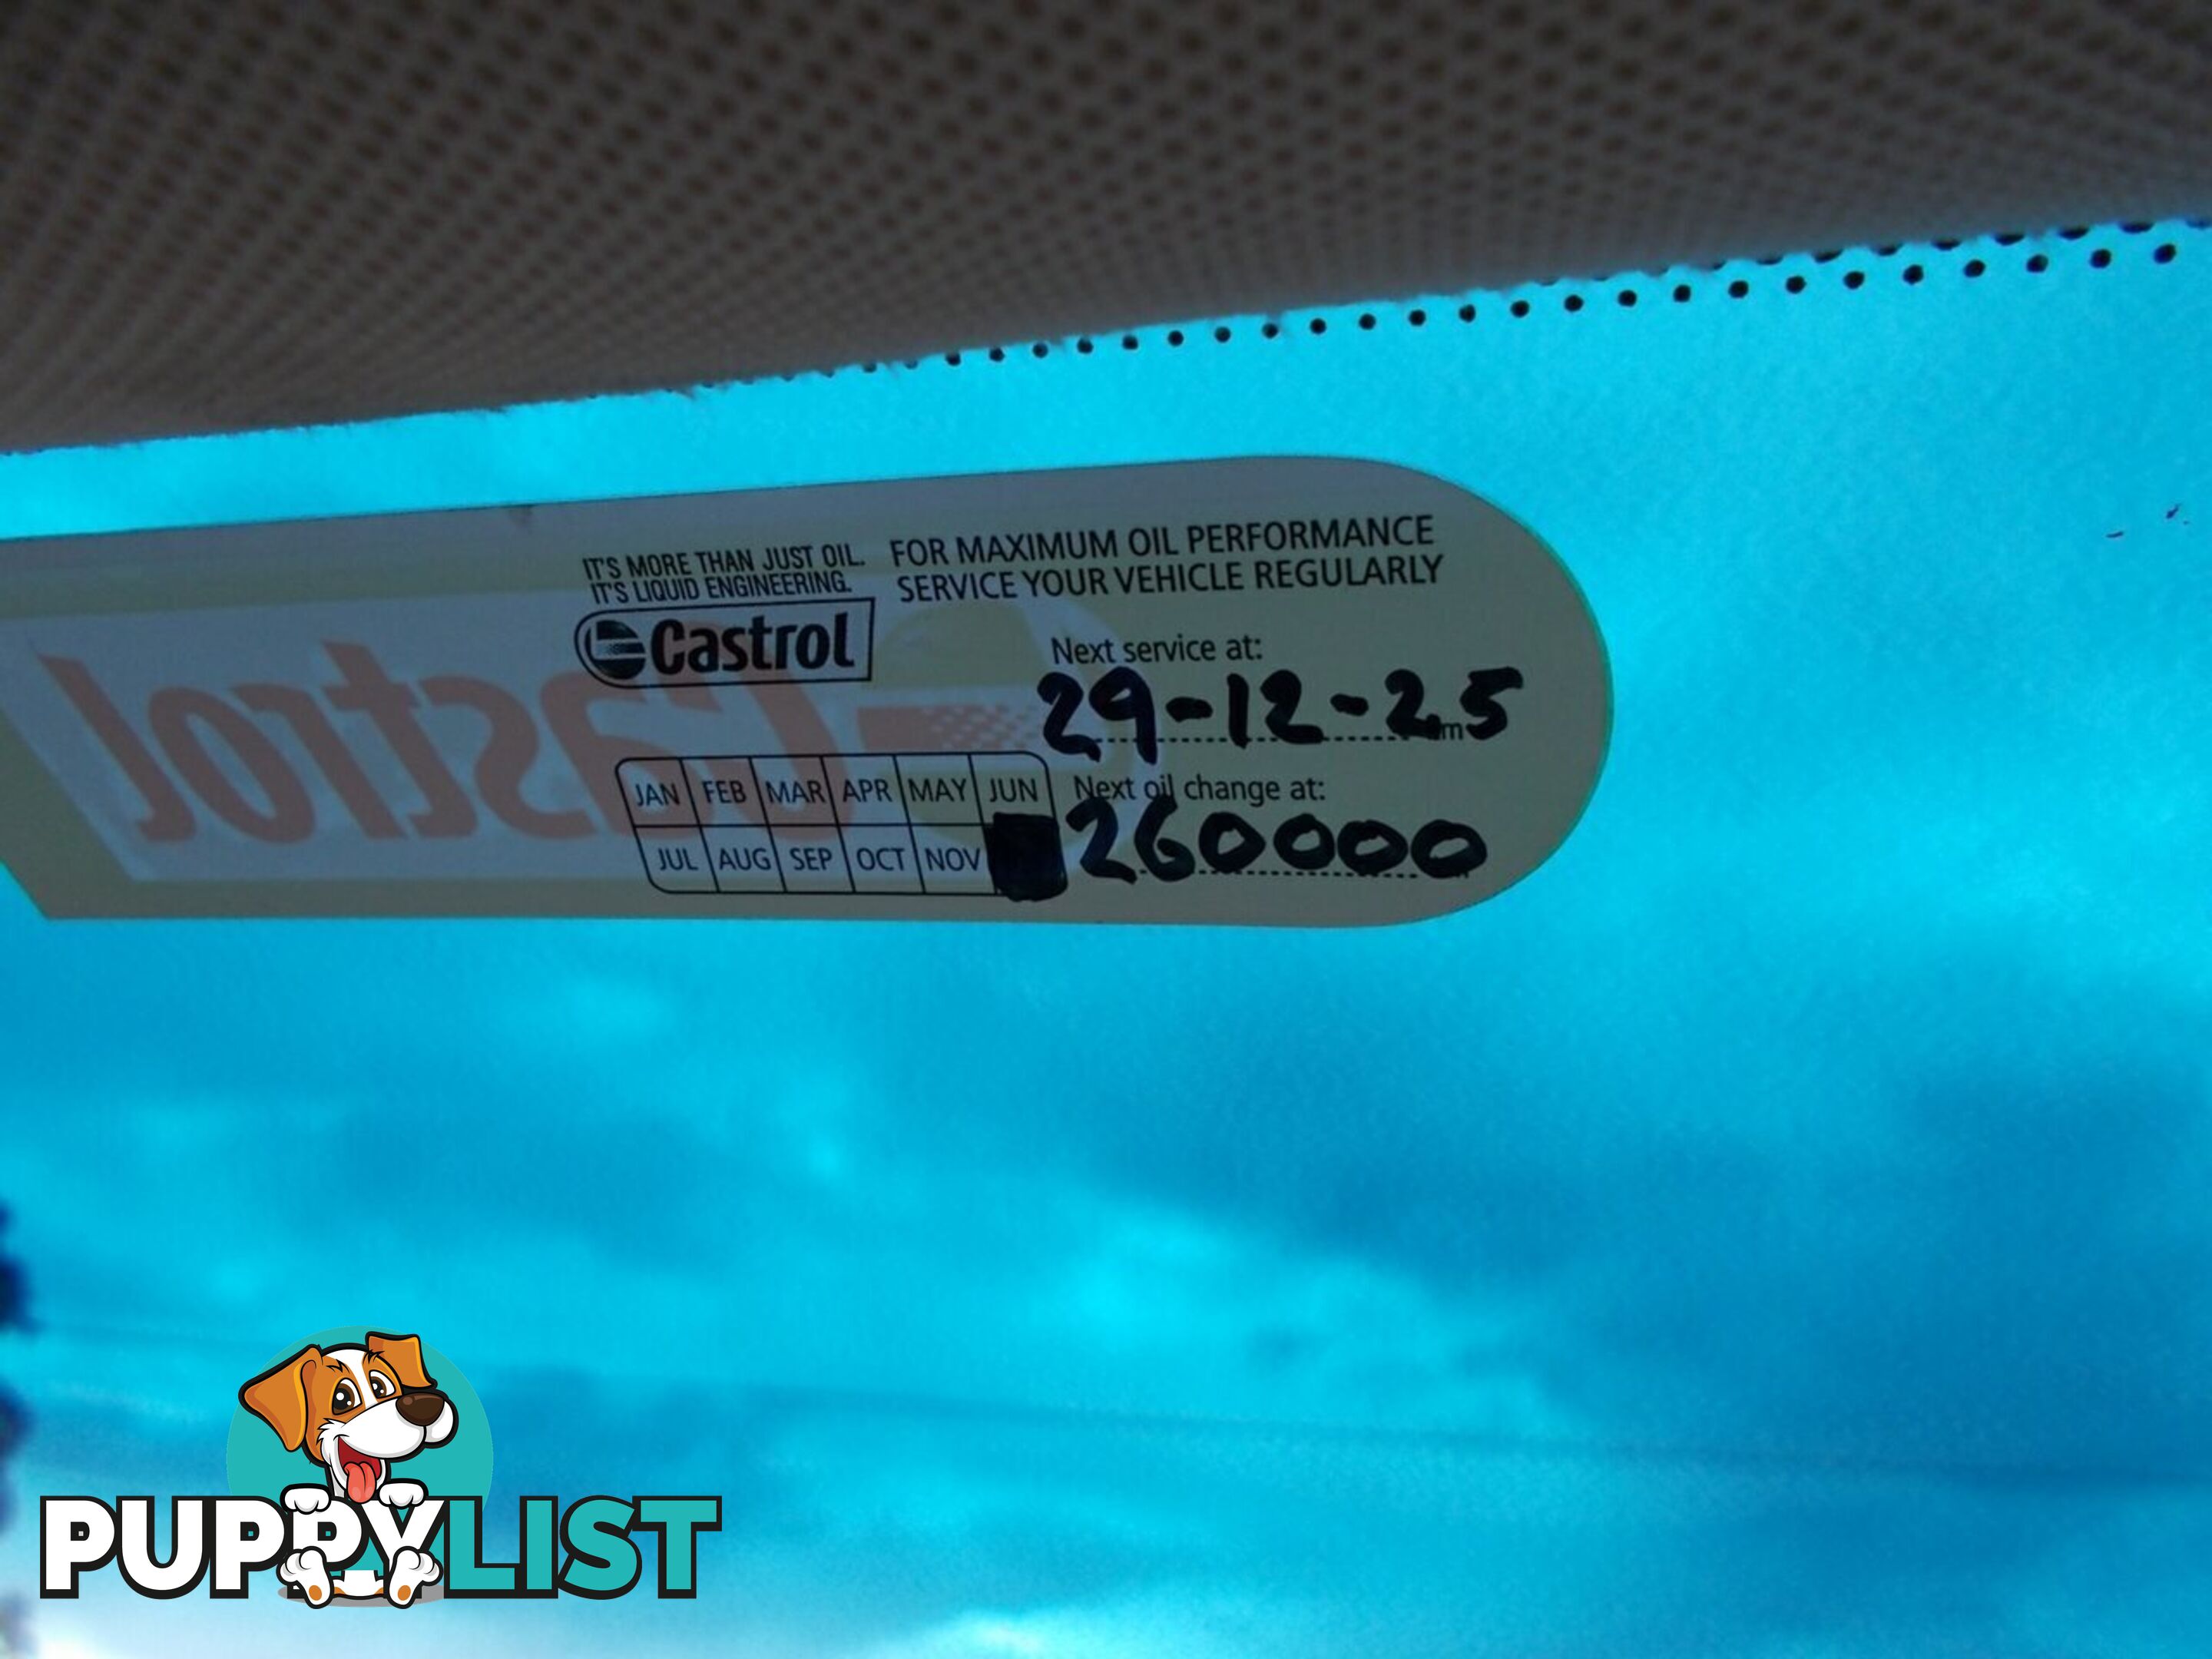 IT'S MORE THAN JUST OIL.
IT'S LIQUID ENGINEERING.
Castrol
FOR MAXIMUM OIL PERFORMANCE
SERVICE YOUR VEHICLE REGULARLY
Next service at:
29-12-25
JAN FEB MAR APR MAY JUN
JUL AUG SEP OCT NOV
Next oil change at:
260000
Castrol
PUPPYLIST